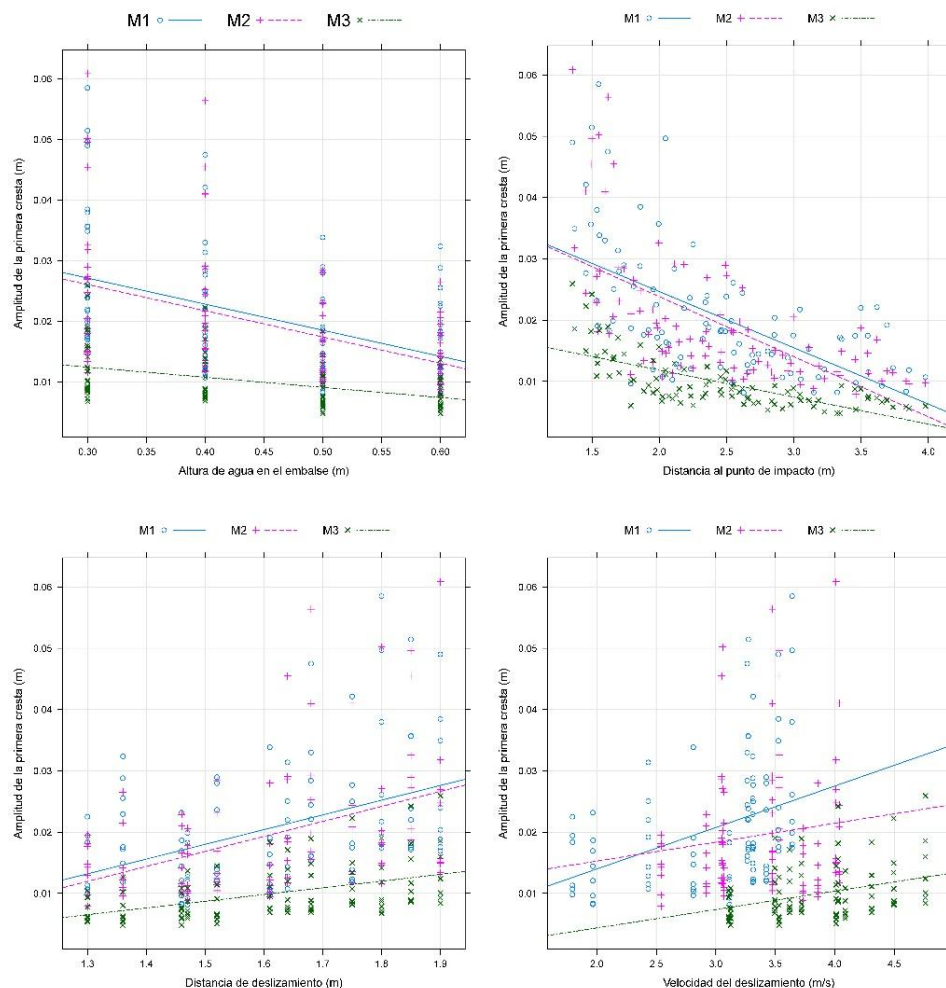 M1 M2 M3
Amplitud de la primera cresta (m)
0.06
0.05
0.04
0.03
0.02
0.01
0.30 0.35 0.40 0.45 0.50 0.55 0.60
Altura de agua en el embalse (m)
M1 M2 M3
Amplitud de la primera cresta (m)
0.06
0.05
0.04
0.03
0.02
0.01
1.5 2.0 2.5 3.0 3.5 4.0
Distancia al punto de impacto (m)
M1 M2 M3
Amplitud de la primera cresta (m)
0.06
0.05
0.04
0.03
0.02
0.01
1.3 1.4 1.5 1.6 1.7 1.8 1.9
Distancia de deslizamiento (m)
M1 M2 M3
Amplitud de la primera cresta (m)
0.06
0.05
0.04
0.03
0.02
0.01
2.0 2.5 3.0 3.5 4.0 4.5
Velocidad del deslizamiento (m/s)